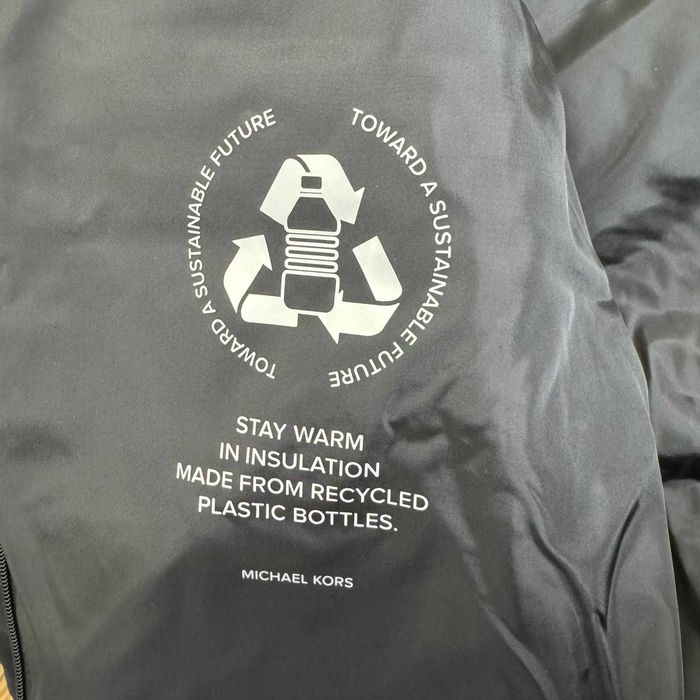 TOWARD A SUSTAINABLE FUTURE
TOWARD A SUSTAINABLE FUTURE
STAY WARM
IN INSULATION
MADE FROM RECYCLED
PLASTIC BOTTLES.
MICHAEL KORS